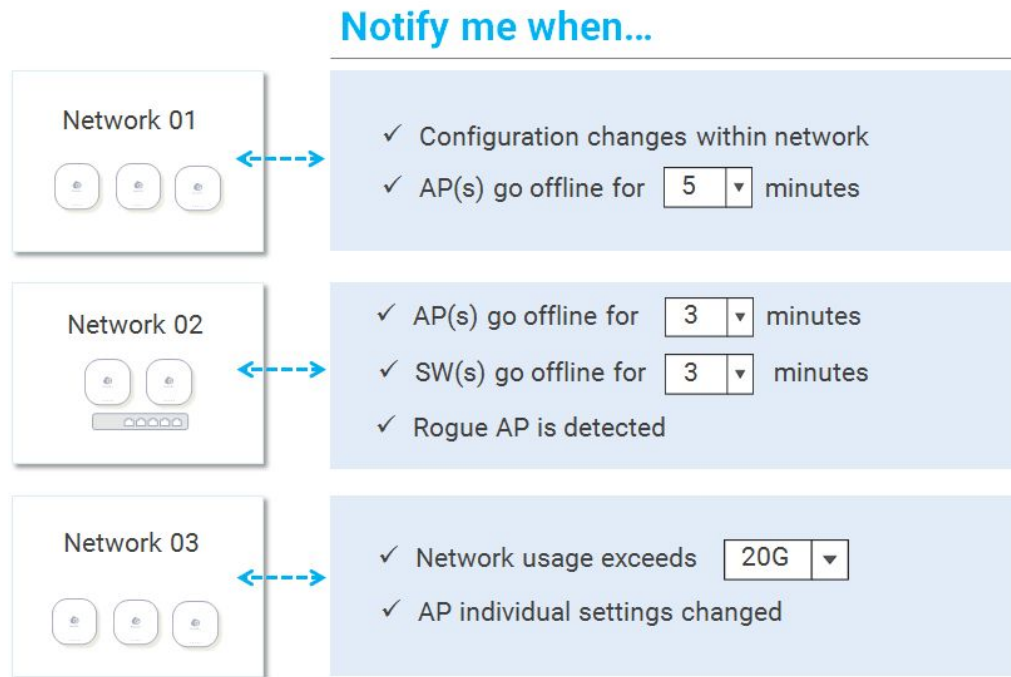 Notify me when...
Network 01
✓ Configuration changes within network
✓ AP(s) go offline for 5 minutes
Network 02
✓ AP(s) go offline for 3 minutes
✓ SW(s) go offline for 3 minutes
✓ Rogue AP is detected
Network 03
✓ Network usage exceeds 20G
✓ AP individual settings changed